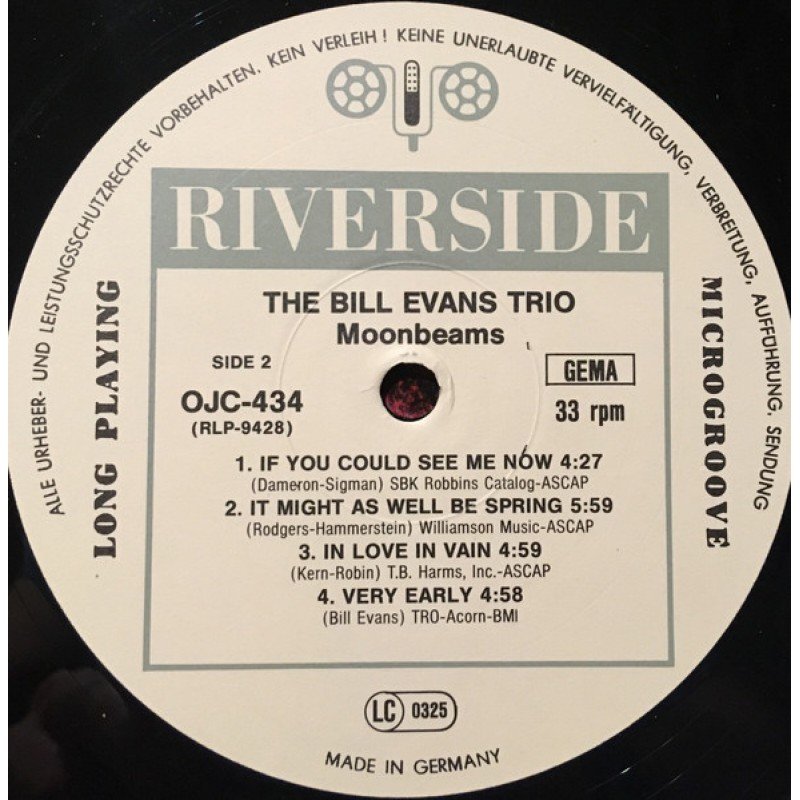 ALLE URHEBER- UND LEISTUNGSSCHUTZRECHTE VORBEHALTEN. KEIN VERLEIH! KEINE UNERLAUBTE VERVIELFÄLTIGUNG, VERBREITUNG, AUFFÜHRUNG, SENDUNG
RIVERSIDE
LONG PLAYING
MICROGROOVE
THE BILL EVANS TRIO
Moonbeams
SIDE 2
GEMA
OJC-434
33 rpm
(RLP-9428)
1. IF YOU COULD SEE ME NOW 4:27
(Dameron-Sigman) SBK Robbins Catalog-ASCAP
2. IT MIGHT AS WELL BE SPRING 5:59
(Rodgers-Hammerstein) Williamson Music-ASCAP
3. IN LOVE IN VAIN 4:59
(Kern-Robin) T.B. Harms, Inc.-ASCAP
4. VERY EARLY 4:58
(Bill Evans) TRO-Acorn-BMI
LC 0325
MADE IN GERMANY